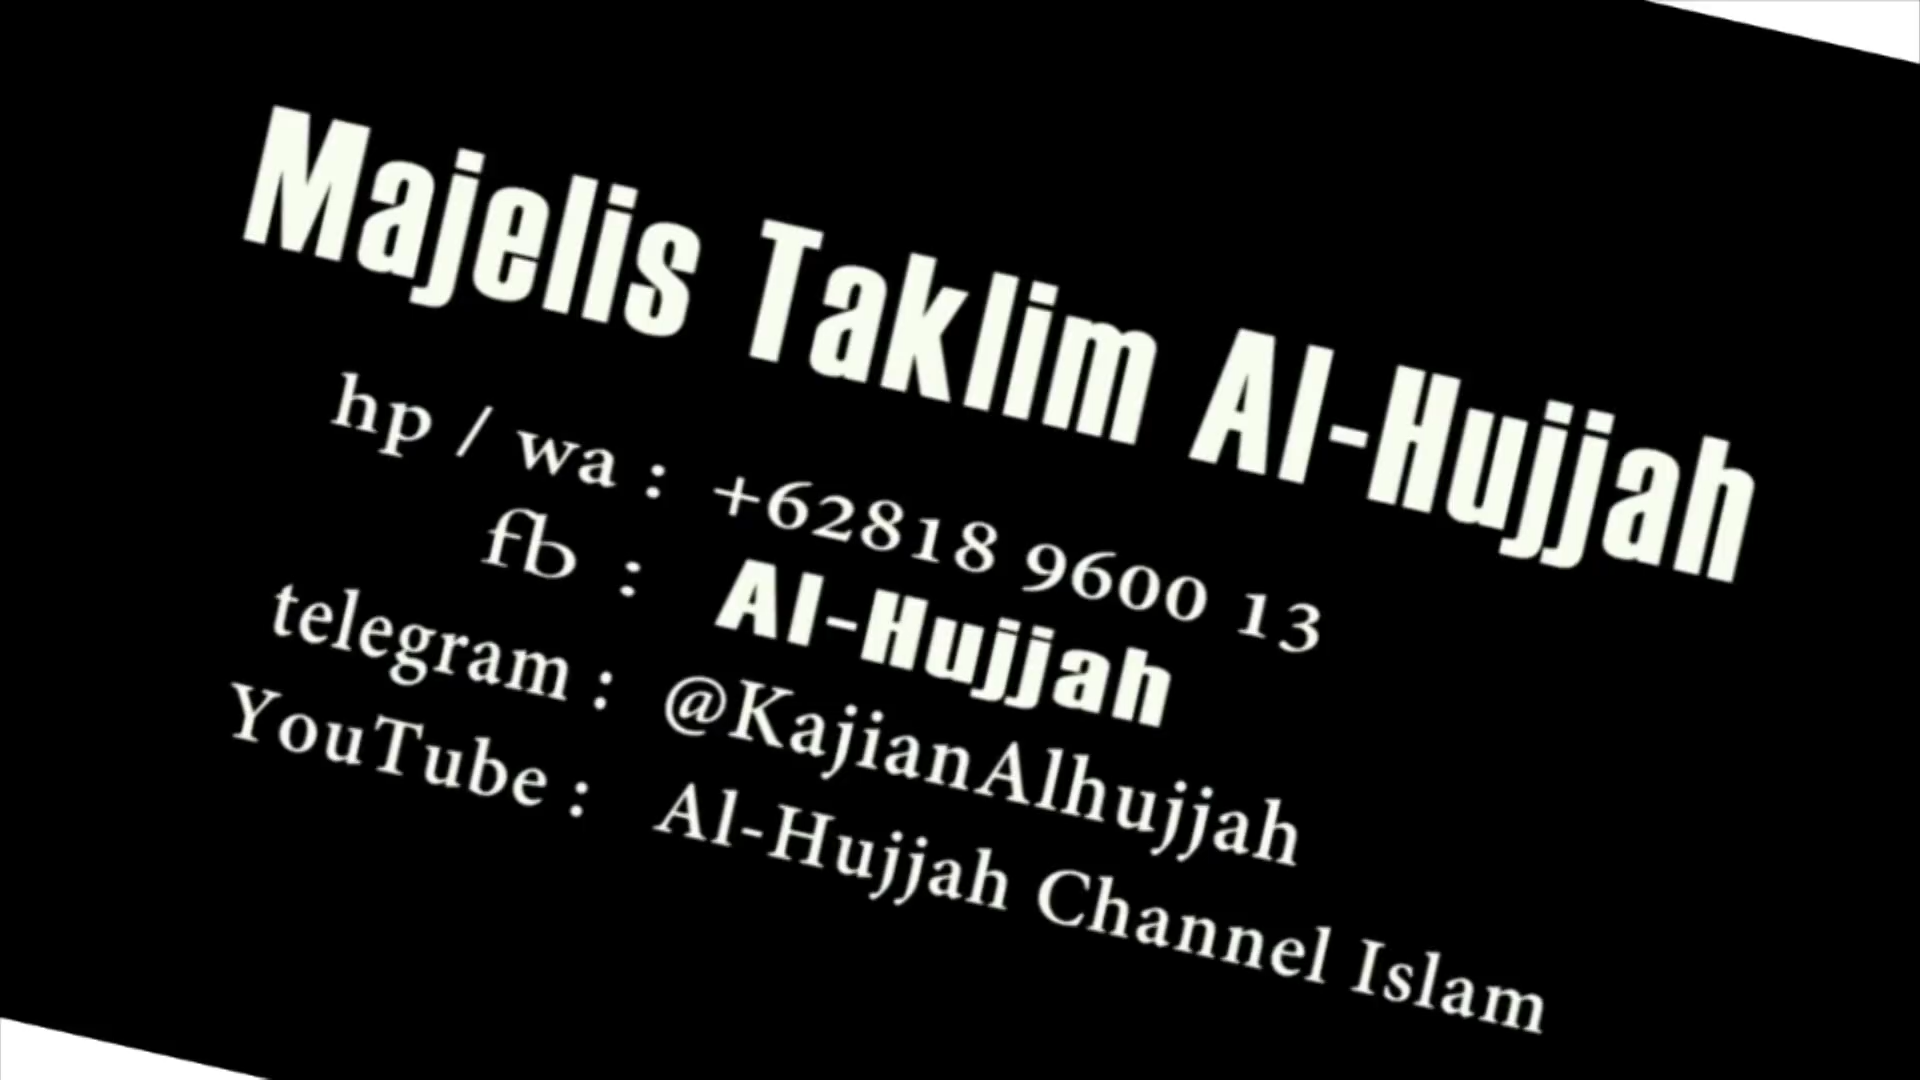 Majelis Taklim Al-Hujjah
hp / wa : +62818 9600 13
fb : Al-Hujjah
telegram : @KajianAlhujjah
YouTube : Al-Hujjah Channel Islam